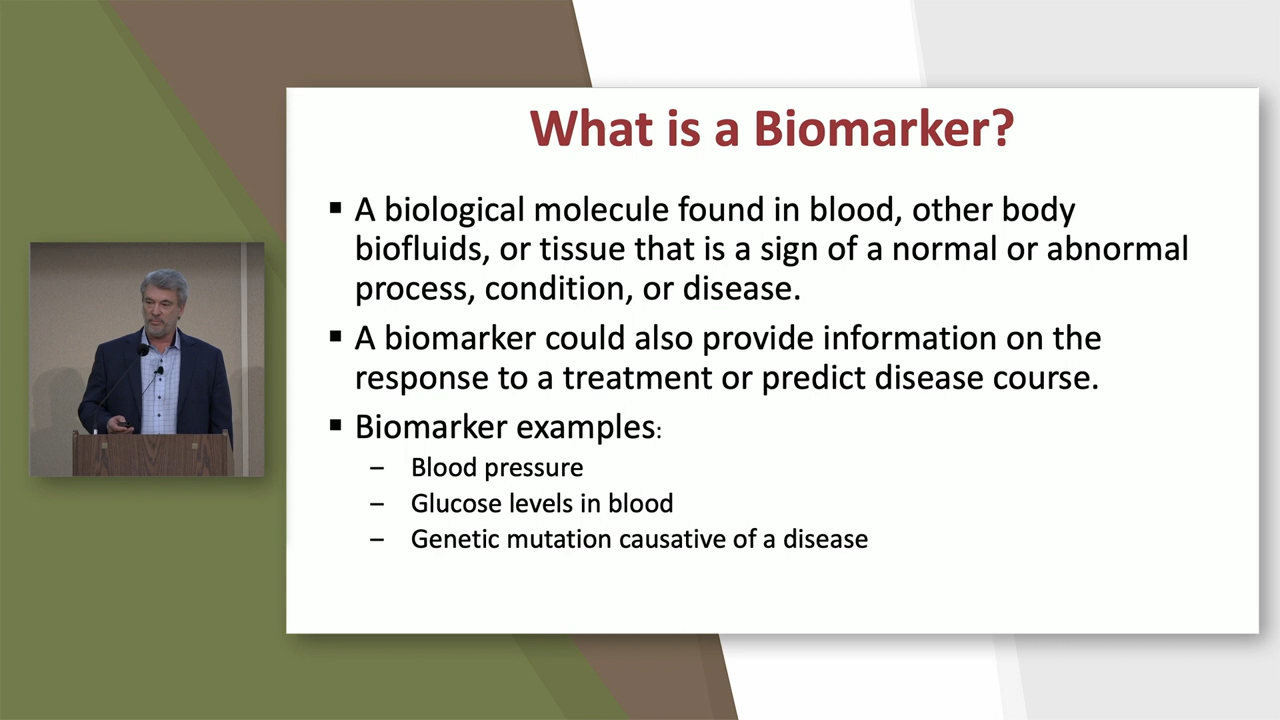 What is a Biomarker?
▪ A biological molecule found in blood, other body
biofluids, or tissue that is a sign of a normal or abnormal
process, condition, or disease.
▪ A biomarker could also provide information on the
response to a treatment or predict disease course.
▪ Biomarker examples:
– Blood pressure
– Glucose levels in blood
– Genetic mutation causative of a disease